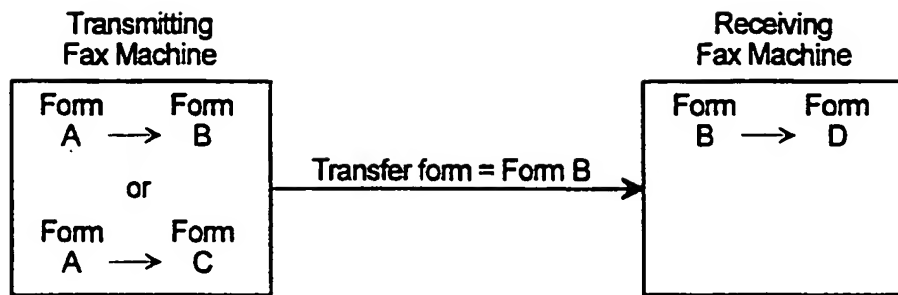 Transmitting
Fax Machine
Form Form
A → B
or
Form Form
A → C
Transfer form = Form B
Receiving
Fax Machine
Form Form
B → D